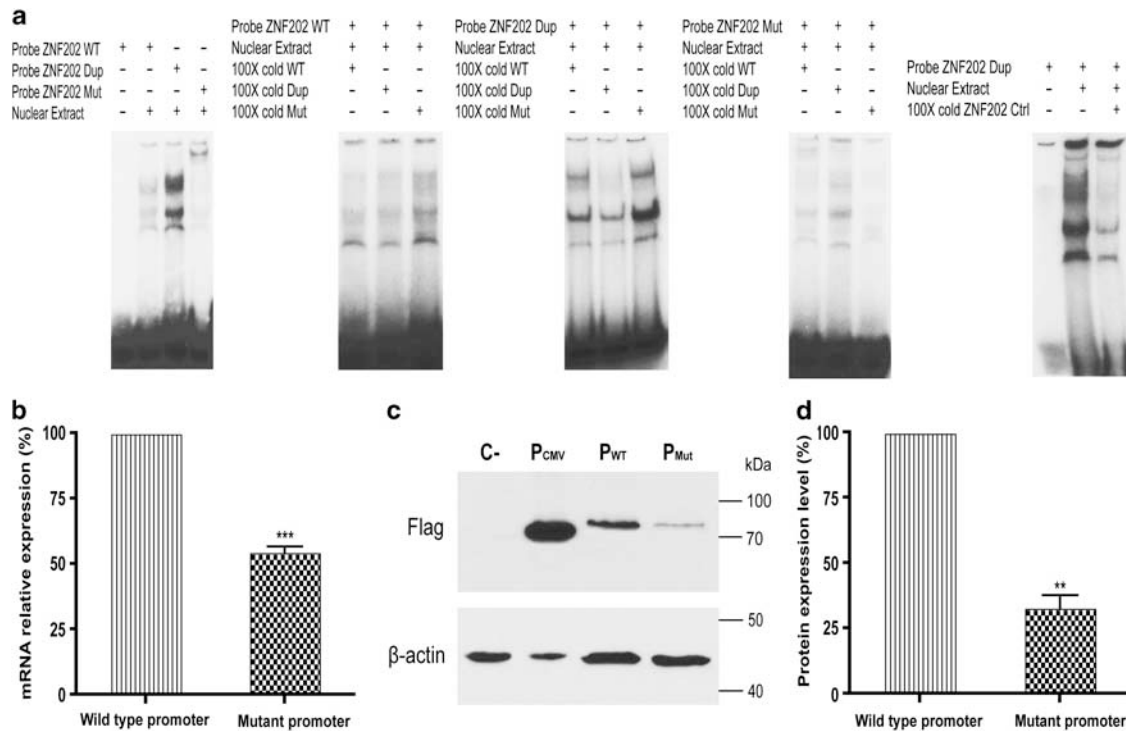 a
Probe ZNF202 WT + + – –
Probe ZNF202 Dup – – + –
Probe ZNF202 Mut – – – +
Nuclear Extract – + + +
Probe ZNF202 WT + + +
Nuclear Extract + + +
100X cold WT + – –
100X cold Dup – + –
100X cold Mut – – +
Probe ZNF202 Dup + + +
Nuclear Extract + + +
100X cold WT + – –
100X cold Dup – + –
100X cold Mut – – +
Probe ZNF202 Mut + + +
Nuclear Extract + + +
100X cold WT + – –
100X cold Dup – + –
100X cold Mut – – +
Probe ZNF202 Dup + + +
Nuclear Extract – + +
100X cold ZNF202 Ctrl – – +
b
mRNA relative expression (%)
100
75
50
25
0
***
Wild type promoter
Mutant promoter
c
C- PCMV PWT PMut
kDa
Flag
100
70
β-actin
50
40
d
Protein expression level (%)
100
75
50
25
0
**
Wild type promoter
Mutant promoter